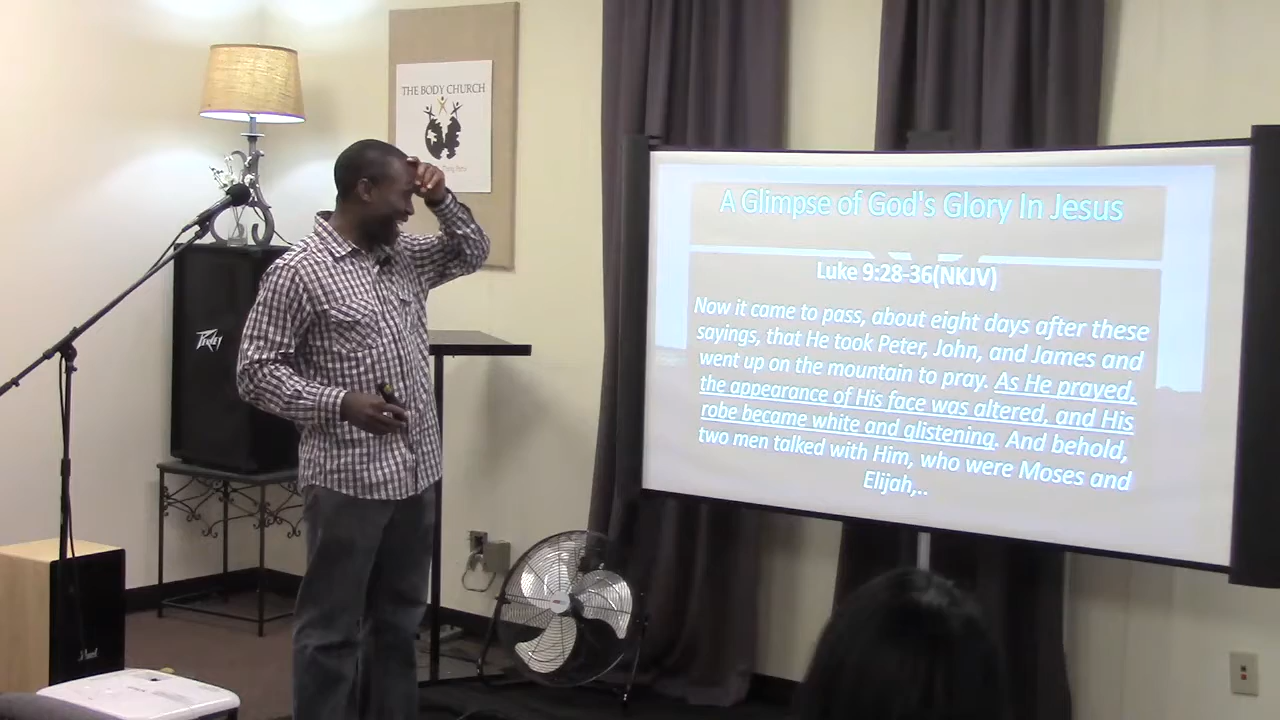 THE BODY CHURCH
PEAVEY
A Glimpse of God's Glory In Jesus
Luke 9:28-36(NKJV)
Now it came to pass, about eight days after these
sayings, that He took Peter, John, and James and
went up on the mountain to pray. As He prayed,
the appearance of His face was altered, and His
robe became white and glistening. And behold,
two men talked with Him, who were Moses and
Elijah,..